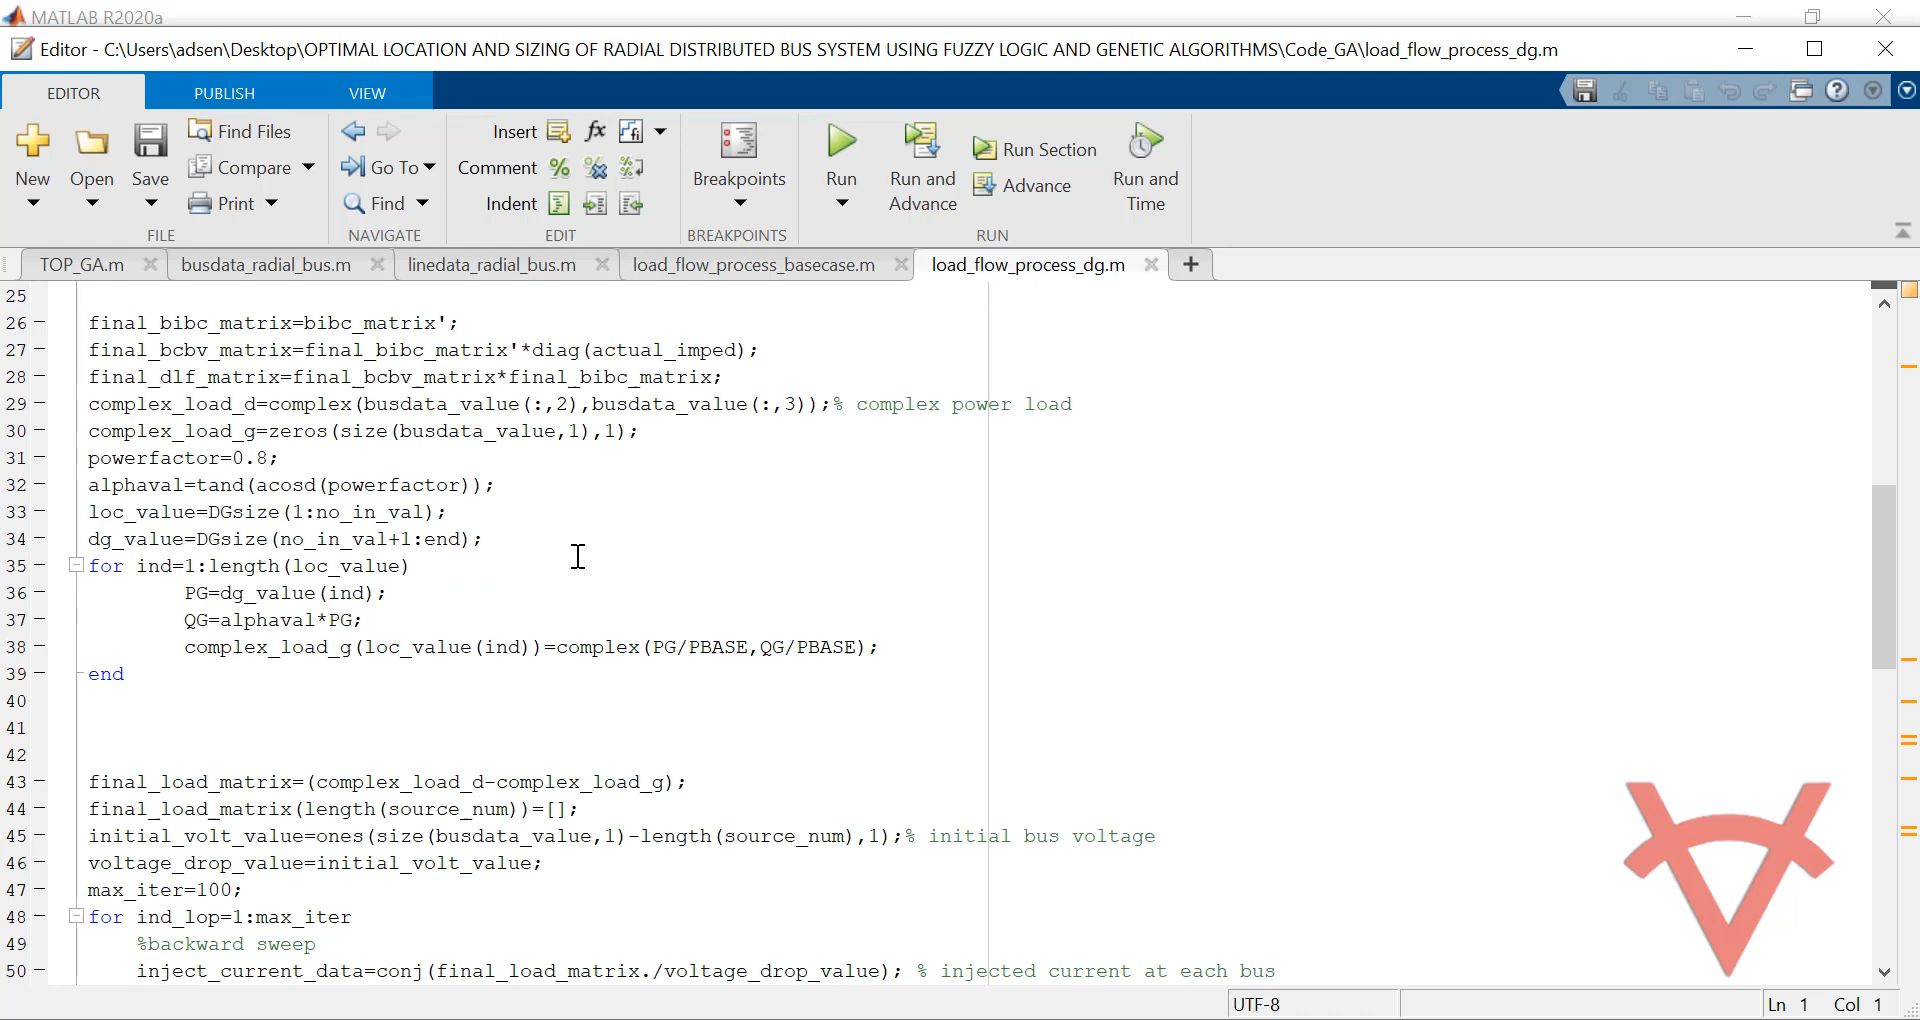 MATLAB R2020a
Editor - C:\Users\adsen\Desktop\OPTIMAL LOCATION AND SIZING OF RADIAL DISTRIBUTED BUS SYSTEM USING FUZZY LOGIC AND GENETIC ALGORITHMS\Code_GA\load_flow_process_dg.m
EDITOR PUBLISH VIEW
New Open Save Find Files Compare Print
Go To Find
Insert Comment Indent
Breakpoints
Run Run and Advance Run Section Advance Run and Time
FILE NAVIGATE EDIT BREAKPOINTS RUN
TOP_GA.m busdata_radial_bus.m linedata_radial_bus.m load_flow_process_basecase.m load_flow_process_dg.m
25
26 final_bibc_matrix=bibc_matrix';
27 final_bcbv_matrix=final_bibc_matrix'*diag(actual_imped);
28 final_dlf_matrix=final_bcbv_matrix*final_bibc_matrix;
29 complex_load_d=complex(busdata_value(:,2),busdata_value(:,3));% complex power load
30 complex_load_g=zeros(size(busdata_value,1),1);
31 powerfactor=0.8;
32 alphaval=tand(acosd(powerfactor));
33 loc_value=DGsize(1:no_in_val);
34 dg_value=DGsize(no_in_val+1:end);
35 for ind=1:length(loc_value)
36 PG=dg_value(ind);
37 QG=alphaval*PG;
38 complex_load_g(loc_value(ind))=complex(PG/PBASE,QG/PBASE);
39 end
40
41
42
43 final_load_matrix=(complex_load_d-complex_load_g);
44 final_load_matrix(length(source_num))=[];
45 initial_volt_value=ones(size(busdata_value,1)-length(source_num),1);% initial bus voltage
46 voltage_drop_value=initial_volt_value;
47 max_iter=100;
48 for ind_lop=1:max_iter
49 %backward sweep
50 inject_current_data=conj(final_load_matrix./voltage_drop_value); % injected current at each bus
UTF-8 Ln 1 Col 1